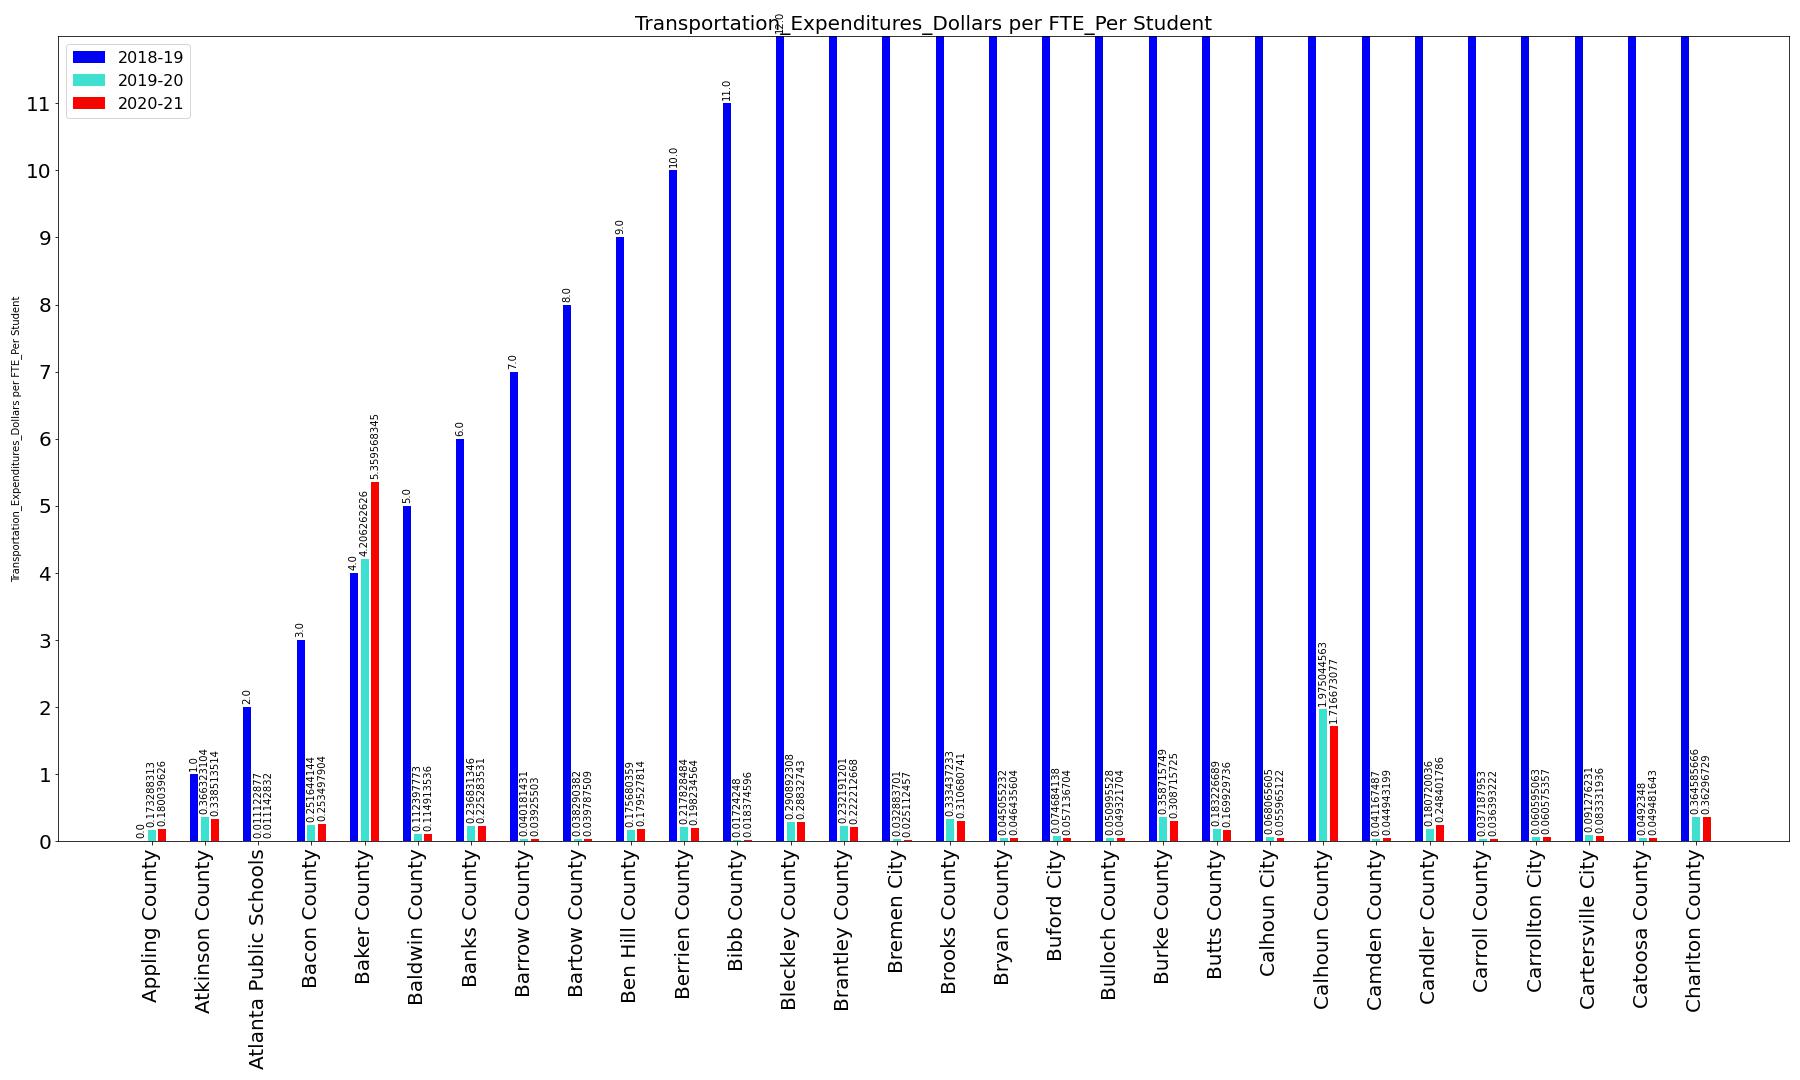 Transportation_Expenditures_Dollars per FTE_Per Student
2018-19
2019-20
2020-21
Transportation_Expenditures_Dollars per FTE_Per Student
11
10
9
8
7
6
5
4
3
2
1
0
0.0
0.173288313
0.180039626
1.0
0.366323104
0.338513514
2.0
0.011122877
0.011142832
3.0
0.251644144
0.253497904
4.0
4.206262626
5.359568345
5.0
0.112397773
0.114913536
6.0
0.236831346
0.225283531
7.0
0.040181431
0.03925503
8.0
0.038290382
0.039787509
9.0
0.175680359
0.179527814
10.0
0.217828484
0.198234564
11.0
0.01724248
0.018374596
12.0
0.290892308
0.28832743
0.232191201
0.222212668
0.032883701
0.025112457
0.333437233
0.310680741
0.045055232
0.046435604
0.074684138
0.057136704
0.050995528
0.049321704
0.358715749
0.308715725
0.183226689
0.169929736
0.068065605
0.055965122
1.975044563
1.716673077
0.041167487
0.044943199
0.180720036
0.248401786
0.037187953
0.036393222
0.060595063
0.060575357
0.091276231
0.083331936
0.04923448
0.049481643
0.364585666
0.36296729
Appling County
Atkinson County
Atlanta Public Schools
Bacon County
Baker County
Baldwin County
Banks County
Barrow County
Bartow County
Ben Hill County
Berrien County
Bibb County
Bleckley County
Brantley County
Bremen City
Brooks County
Bryan County
Buford City
Bulloch County
Burke County
Butts County
Calhoun City
Calhoun County
Camden County
Candler County
Carroll County
Carrollton City
Cartersville City
Catoosa County
Charlton County